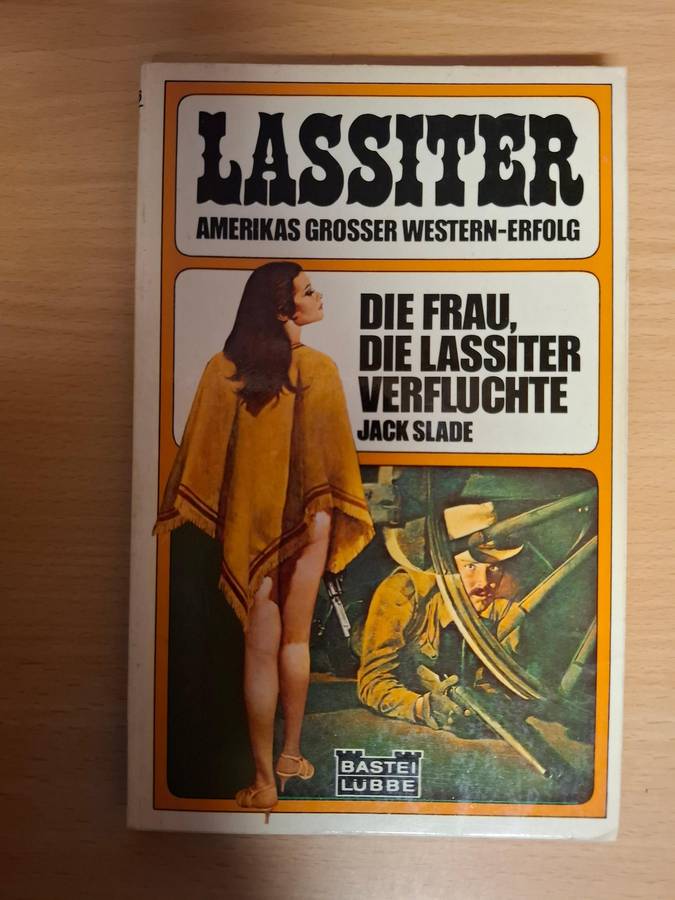 LASSITER
AMERIKAS GROSSER WESTERN-ERFOLG
DIE FRAU,
DIE LASSITER
VERFLUCHTE
JACK SLADE
BASTEI
LÜBBE